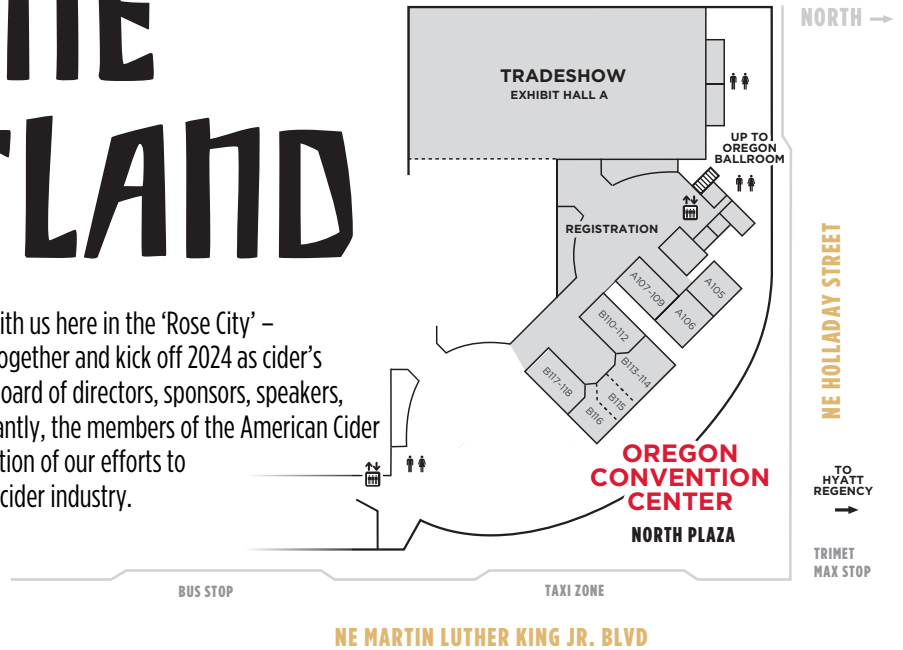 THE
LAND
ith us here in the ‘Rose City’ –
ogether and kick off 2024 as cider’s
oard of directors, sponsors, speakers,
antly, the members of the American Cider
tion of our efforts to
cider industry.
NORTH
TRADESHOW
EXHIBIT HALL A
UP TO
OREGON
BALLROOM
REGISTRATION
A107-109
A105
A106
B110-112
B113-114
B117-118
B115
B116
OREGON
CONVENTION
CENTER
NORTH PLAZA
NE HOLLADAY STREET
TO
HYATT
REGENCY
TRIMET
MAX STOP
BUS STOP
TAXI ZONE
NE MARTIN LUTHER KING JR. BLVD